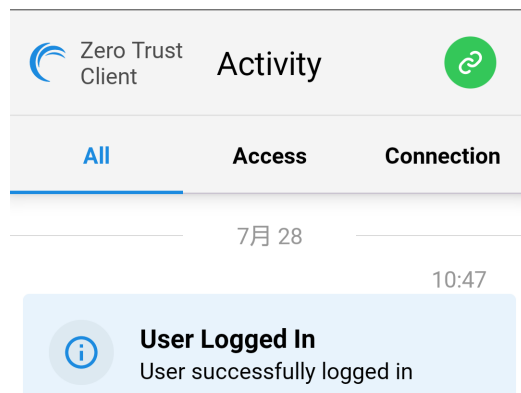 Zero Trust
Client
Activity
All
Access
Connection
7月 28
10:47
User Logged In
User successfully logged in